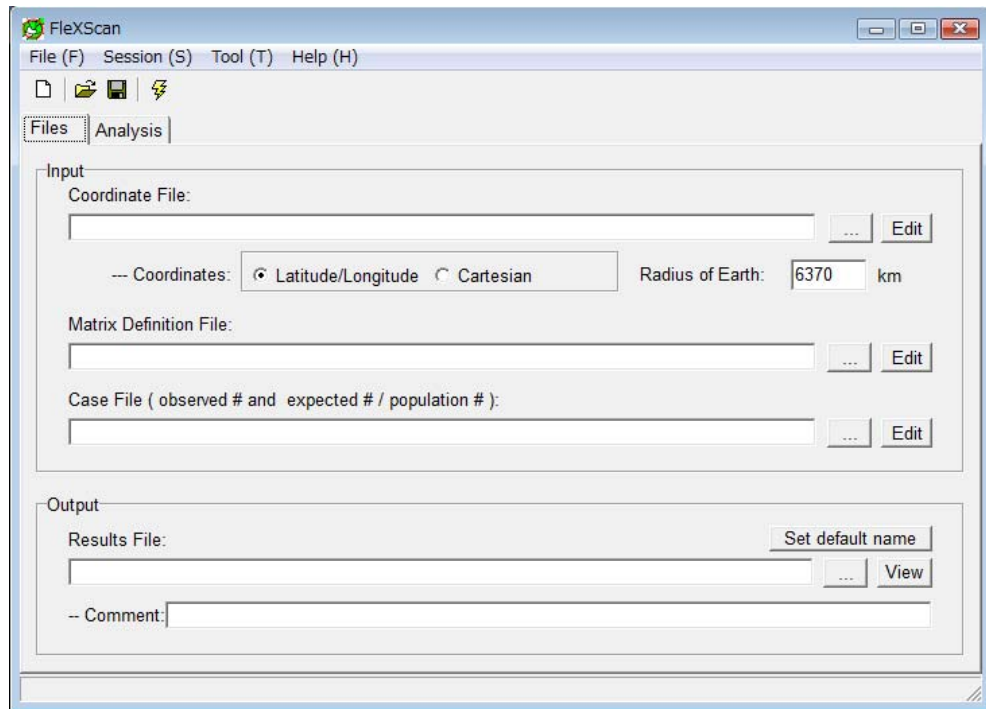 FleXScan
File (F) Session (S) Tool (T) Help (H)
Files Analysis
Input
Coordinate File:
... Edit
--- Coordinates: Latitude/Longitude Cartesian Radius of Earth: 6370 km
Matrix Definition File:
... Edit
Case File ( observed # and expected # / population # ):
... Edit
Output
Results File: Set default name
... View
-- Comment: